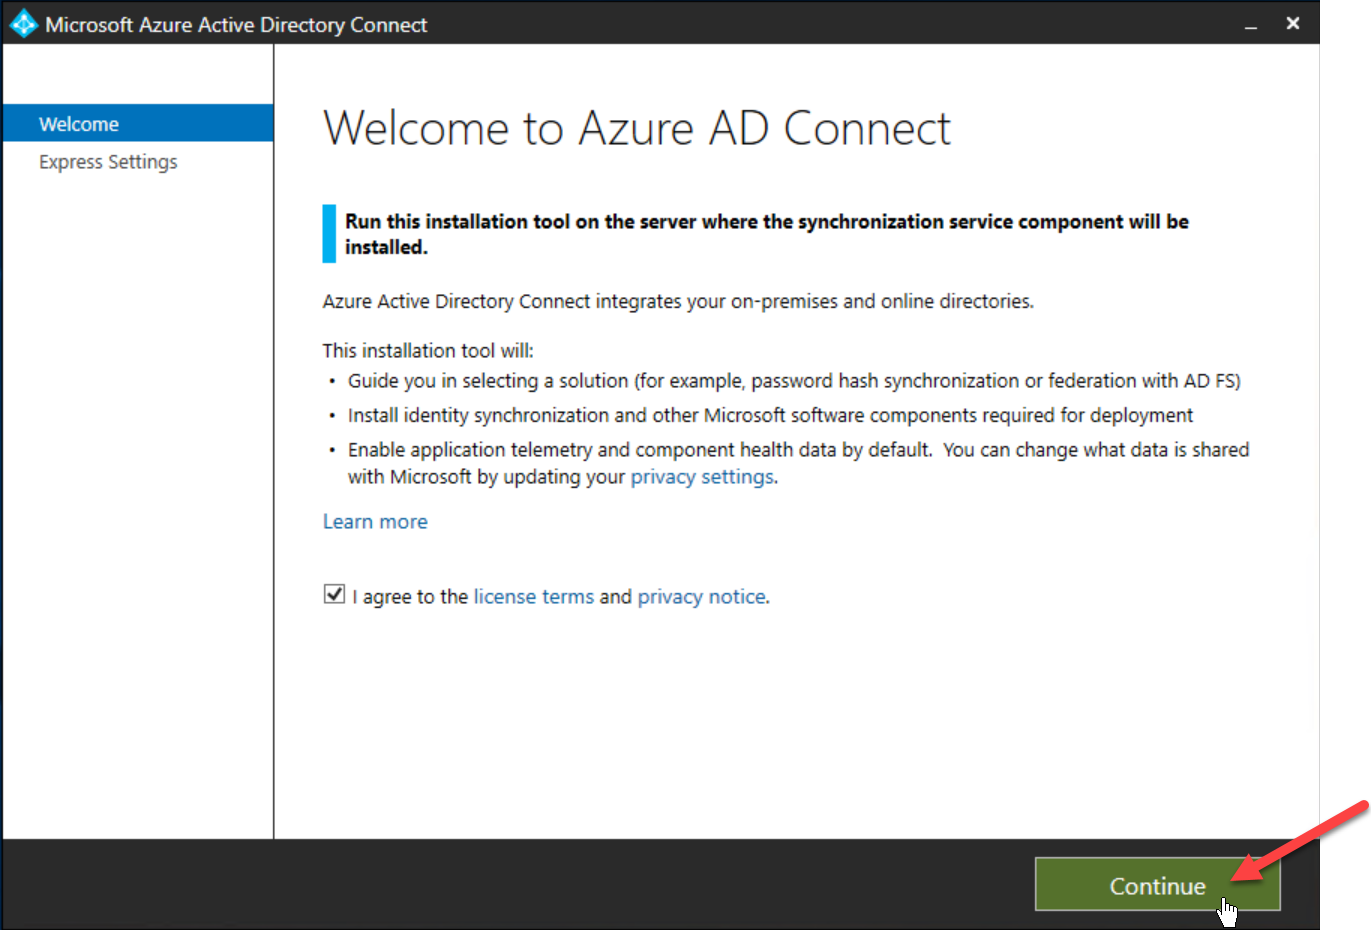 Microsoft Azure Active Directory Connect
Welcome
Express Settings
Welcome to Azure AD Connect
Run this installation tool on the server where the synchronization service component will be
installed.
Azure Active Directory Connect integrates your on-premises and online directories.
This installation tool will:
• Guide you in selecting a solution (for example, password hash synchronization or federation with AD FS)
• Install identity synchronization and other Microsoft software components required for deployment
• Enable application telemetry and component health data by default.  You can change what data is shared
with Microsoft by updating your privacy settings.
Learn more
I agree to the license terms and privacy notice.
Continue